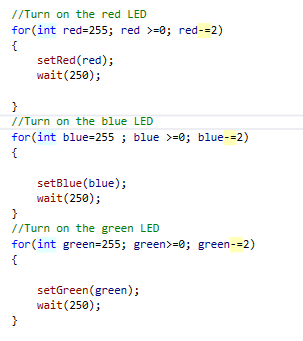 //Turn on the red LED
for(int red=255; red >=0; red-=2)
{
setRed(red);
wait(250);
}
//Turn on the blue LED
for(int blue=255 ; blue >=0; blue-=2)
{
setBlue(blue);
wait(250);
}
//Turn on the green LED
for(int green=255; green>=0; green-=2)
{
setGreen(green);
wait(250);
}